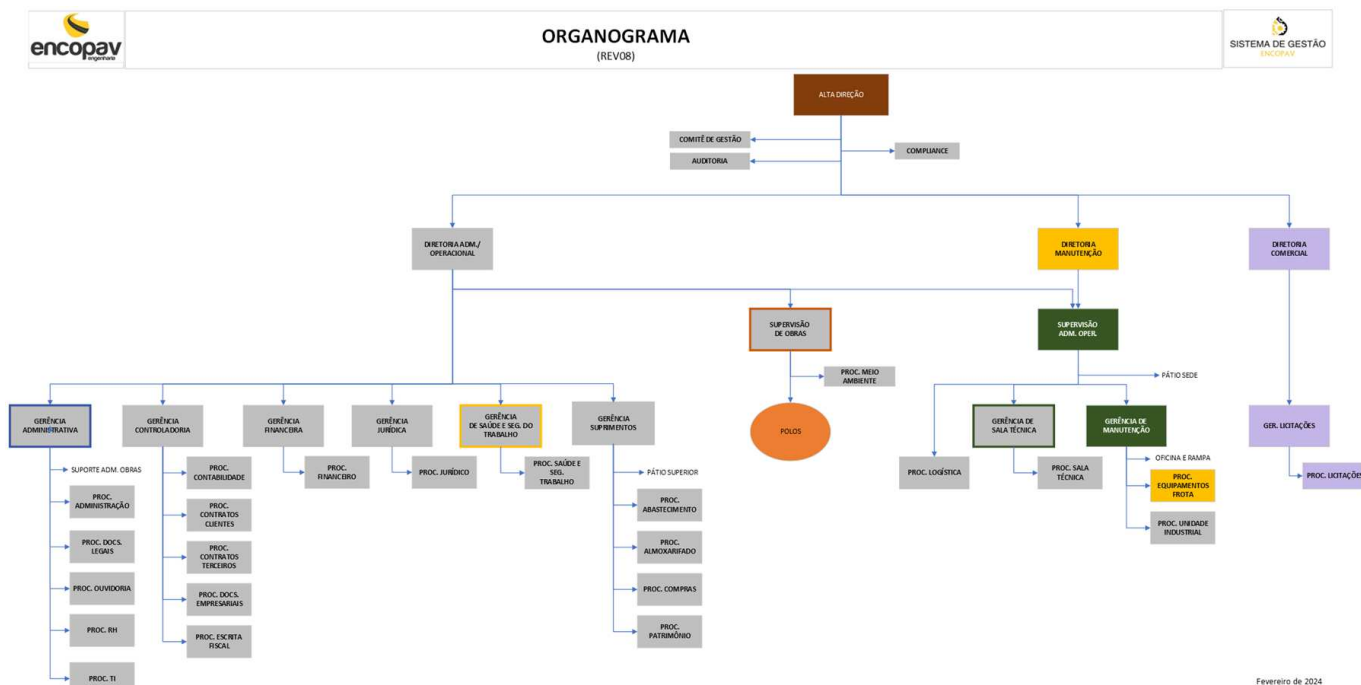 encopav
engenharia
ORGANOGRAMA
(REV08)
SISTEMA DE GESTÃO
ENCOPAV
ALTA DIREÇÃO
COMITÊ DE GESTÃO
COMPLIANCE
AUDITORIA
DIRETORIA ADM./
OPERACIONAL
DIRETORIA
MANUTENÇÃO
DIRETORIA
COMERCIAL
SUPERVISÃO
DE OBRAS
SUPERVISÃO
ADM. OPER.
PROC. MEIO
AMBIENTE
PÁTIO SEDE
GERÊNCIA
ADMINISTRATIVA
GERÊNCIA
CONTROLADORIA
GERÊNCIA
FINANCEIRA
GERÊNCIA
JURÍDICA
GERÊNCIA
DE SAÚDE E SEG. DO
TRABALHO
GERÊNCIA
SUPRIMENTOS
POLOS
GERÊNCIA DE
SALA TÉCNICA
GERÊNCIA DE
MANUTENÇÃO
GER. LICITAÇÕES
SUPORTE ADM. OBRAS
PROC.
ADMINISTRAÇÃO
PROC. DOCS.
LEGAIS
PROC. OUVIDORIA
PROC. RH
PROC. TI
PROC.
CONTABILIDADE
PROC.
CONTRATOS
CLIENTES
PROC.
CONTRATOS
TERCEIROS
PROC. DOCS.
EMPRESARIAIS
PROC. ESCRITA
FISCAL
PROC.
FINANCEIRO
PROC. JURÍDICO
PROC. SAÚDE E
SEG.
TRABALHO
PÁTIO SUPERIOR
PROC.
ABASTECIMENTO
PROC.
ALMOXARIFADO
PROC. COMPRAS
PROC.
PATRIMÔNIO
PROC. LOGÍSTICA
PROC. SALA
TÉCNICA
OFICINA E RAMPA
PROC.
EQUIPAMENTOS
FROTA
PROC. UNIDADE
INDUSTRIAL
PROC. LICITAÇÕES
Fevereiro de 2024